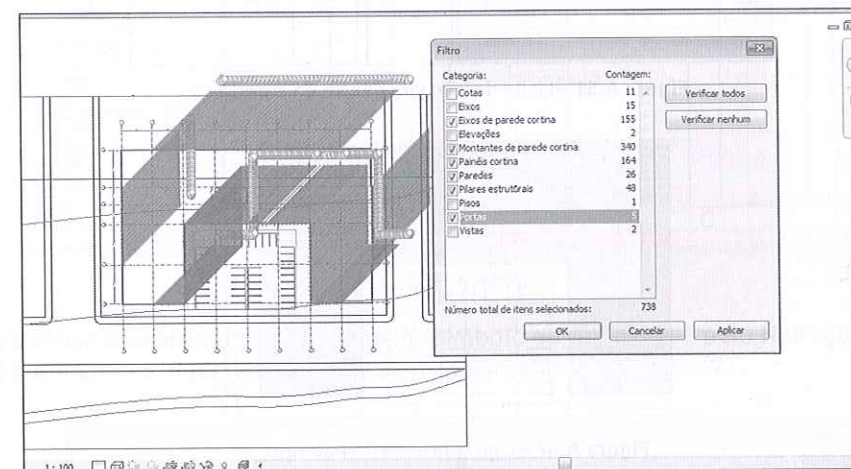 Filtro
Categoria: Contagem:
Cotas 11
Eixos 15
Eixos de parede cortina 155
Elevações 2
Montantes de parede cortina 340
Painéis cortina 164
Paredes 26
Pilares estruturais 48
Pisos 1
Portas 5
Vistas 2
Verificar todos
Verificar nenhum
Número total de itens selecionados: 738
OK Cancelar Aplicar
1 : 100